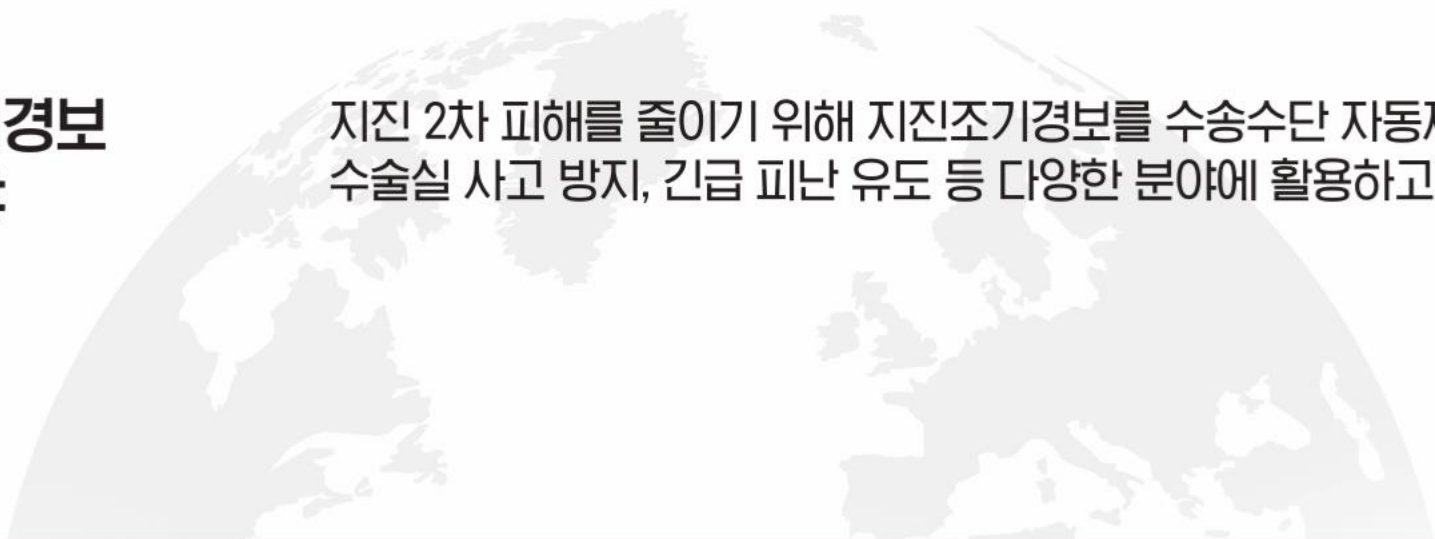 경보
지진 2차 피해를 줄이기 위해 지진조기경보를 수송수단
수술실 사고 방지, 긴급 피난 유도 등 다양한 분야에 활용하고